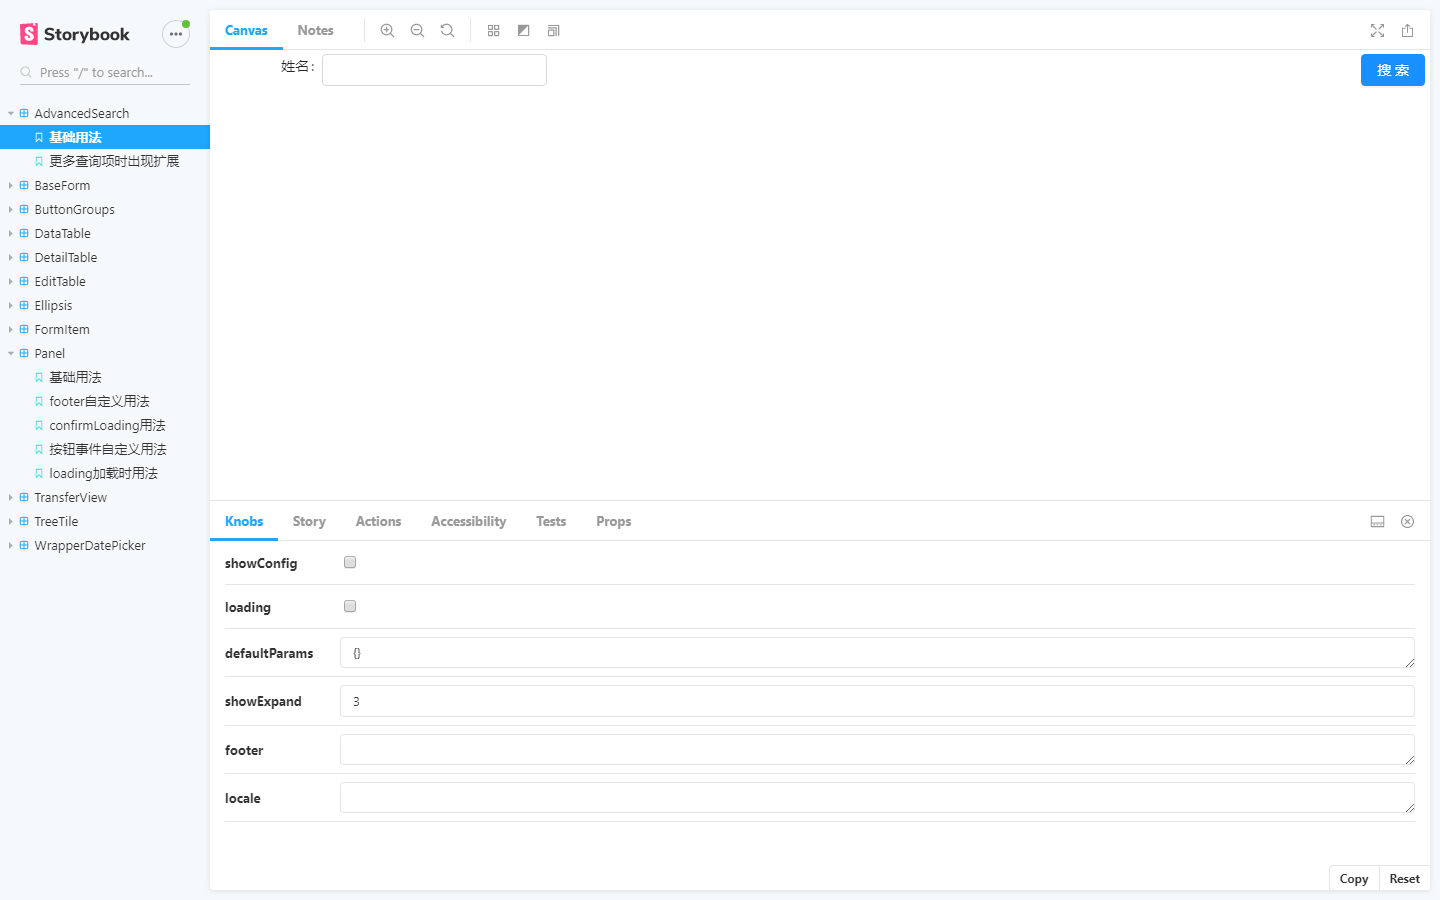 Storybook
Press "/" to search...
AdvancedSearch
基础用法
更多查询项时出现扩展
BaseForm
ButtonGroups
DataTable
DetailTable
EditTable
Ellipsis
FormItem
Panel
基础用法
footer自定义用法
confirmLoading用法
按钮事件自定义用法
loading加载时用法
TransferView
TreeTile
WrapperDatePicker
Canvas Notes
姓名： 搜 索
Knobs Story Actions Accessibility Tests Props
showConfig
loading
defaultParams {}
showExpand 3
footer
locale
Copy Reset